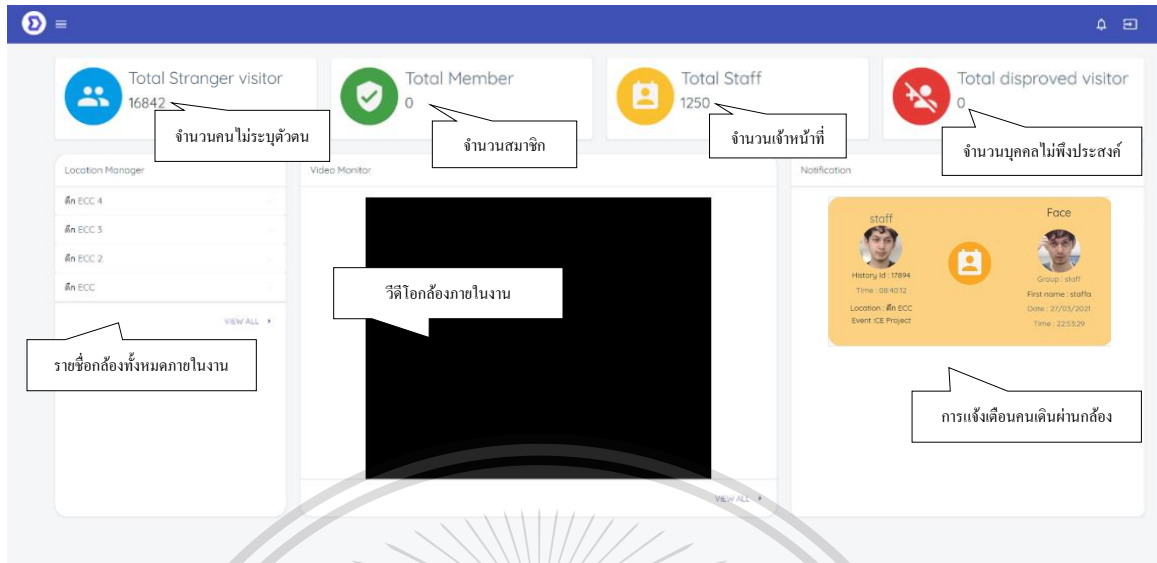 Total Stranger visitor
16842
จำนวนคนไม่ระบุตัวตน
Total Member
0
จำนวนสมาชิก
Total Staff
1250
จำนวนเจ้าหน้าที่
Total disproved visitor
0
จำนวนบุคคลไม่พึงประสงค์
Location Manager
ตึก ECC 4
ตึก ECC 3
ตึก ECC 2
ตึก ECC
VIEW ALL
รายชื่อกล้องทั้งหมดภายในงาน
Video Monitor
วีดีโอกล้องภายในงาน
VIEW ALL
Notification
staff
History Id : 17894
Time : 08:40:12
Location : ตึก ECC
Event :CE Project
Face
Group : staff
First name : staffa
Date : 27/03/2021
Time : 22:53:29
การแจ้งเตือนคนเดินผ่านกล้อง